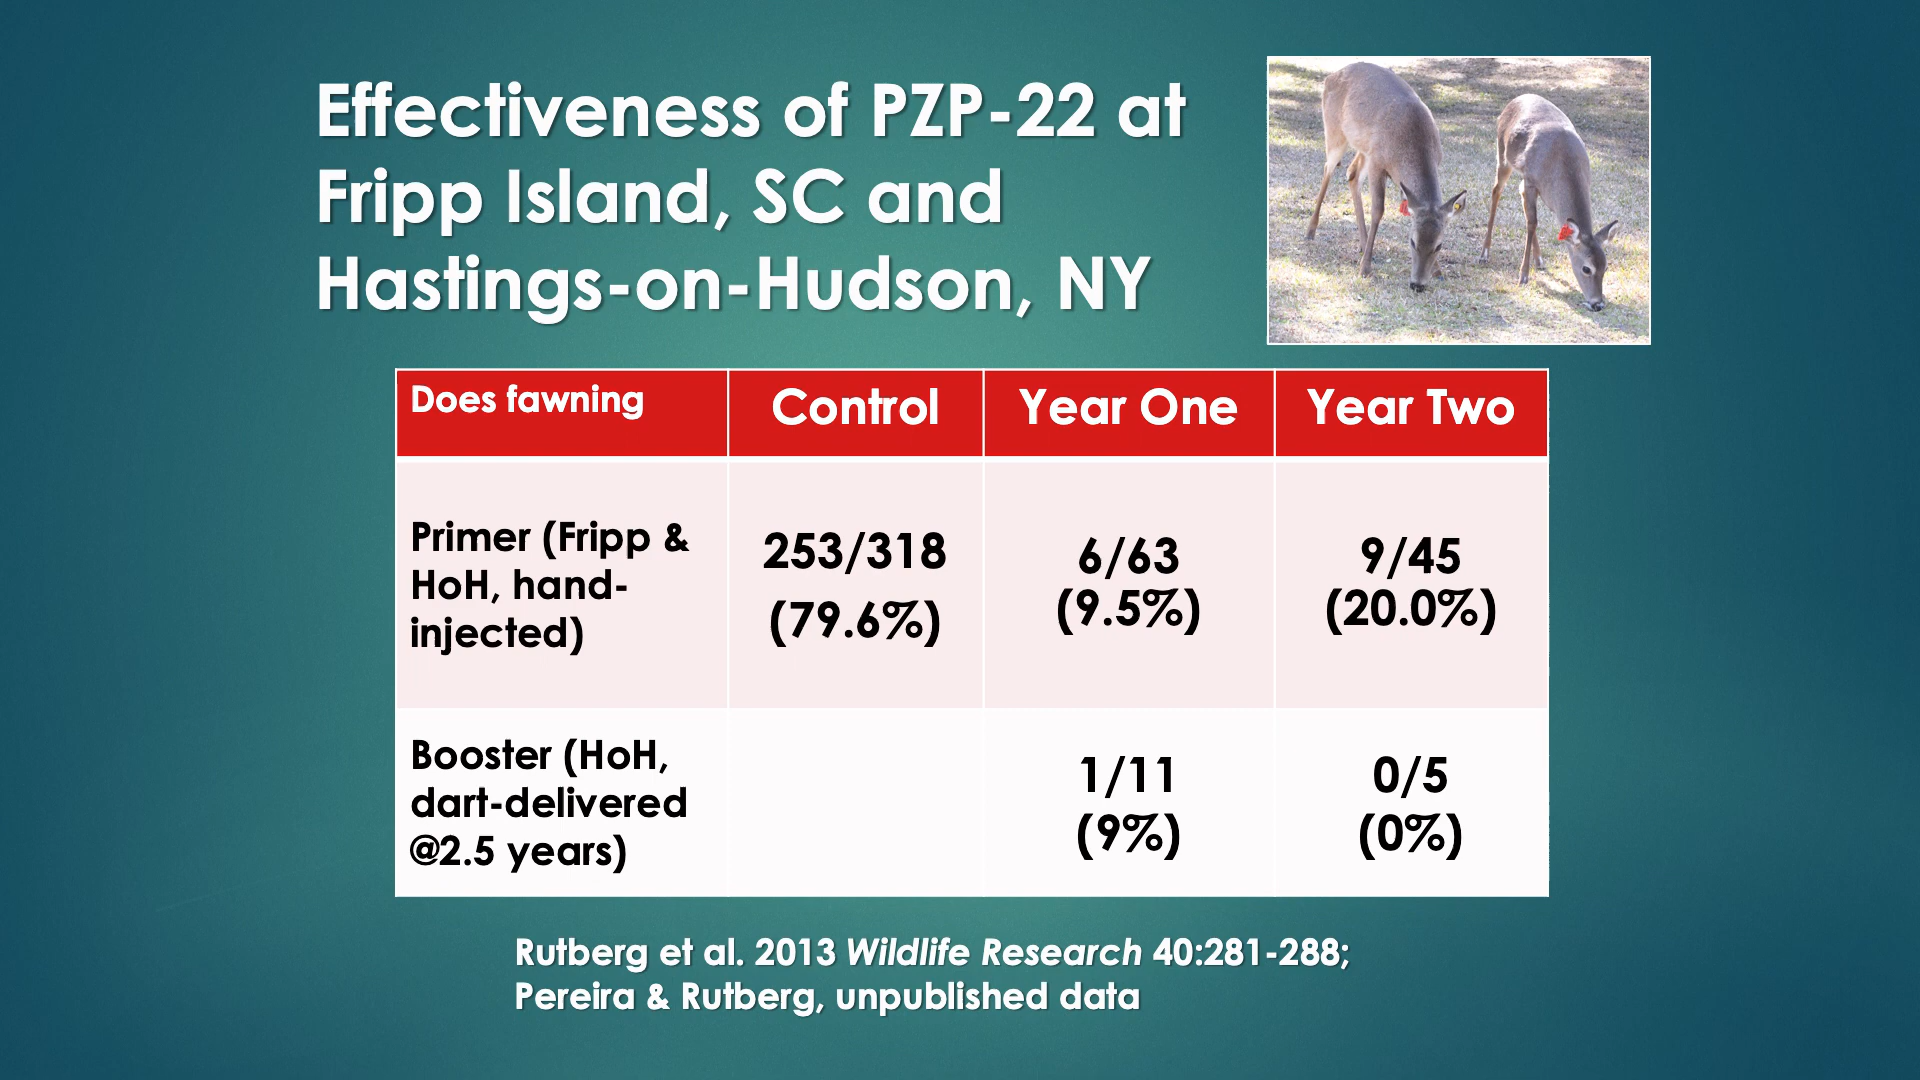 Effectiveness of PZP-22 at
Fripp Island, SC and
Hastings-on-Hudson, NY
Does fawning
Control
Year One
Year Two
Primer (Fripp &
HoH, hand-
injected)
253/318
(79.6%)
6/63
(9.5%)
9/45
(20.0%)
Booster (HoH,
dart-delivered
@2.5 years)
1/11
(9%)
0/5
(0%)
Rutberg et al. 2013 Wildlife Research 40:281-288;
Pereira & Rutberg, unpublished data